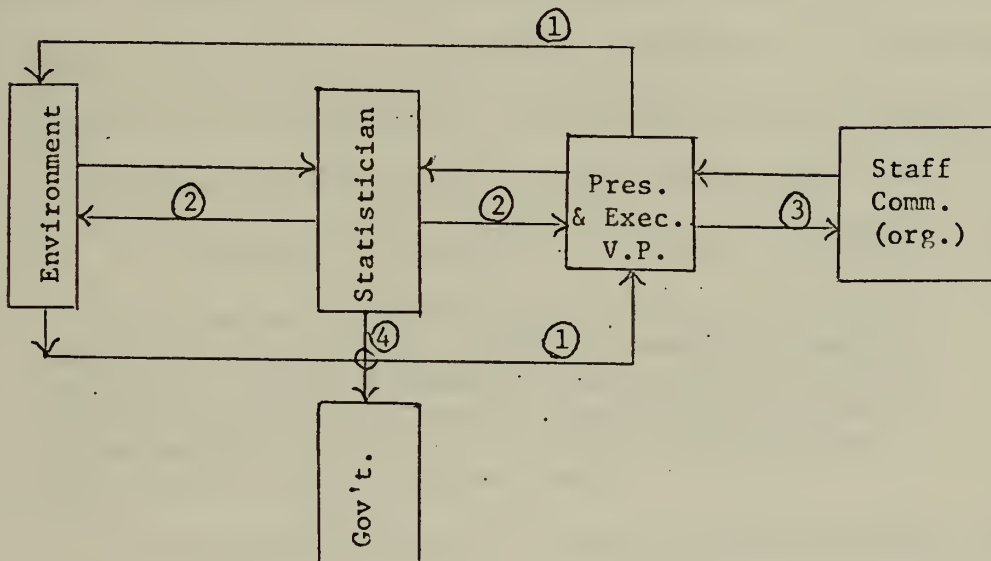 ①
Environment
Statistician
Pres.
& Exec.
V.P.
Staff
Comm.
(org.)
②
②
③
④
①
Gov't.